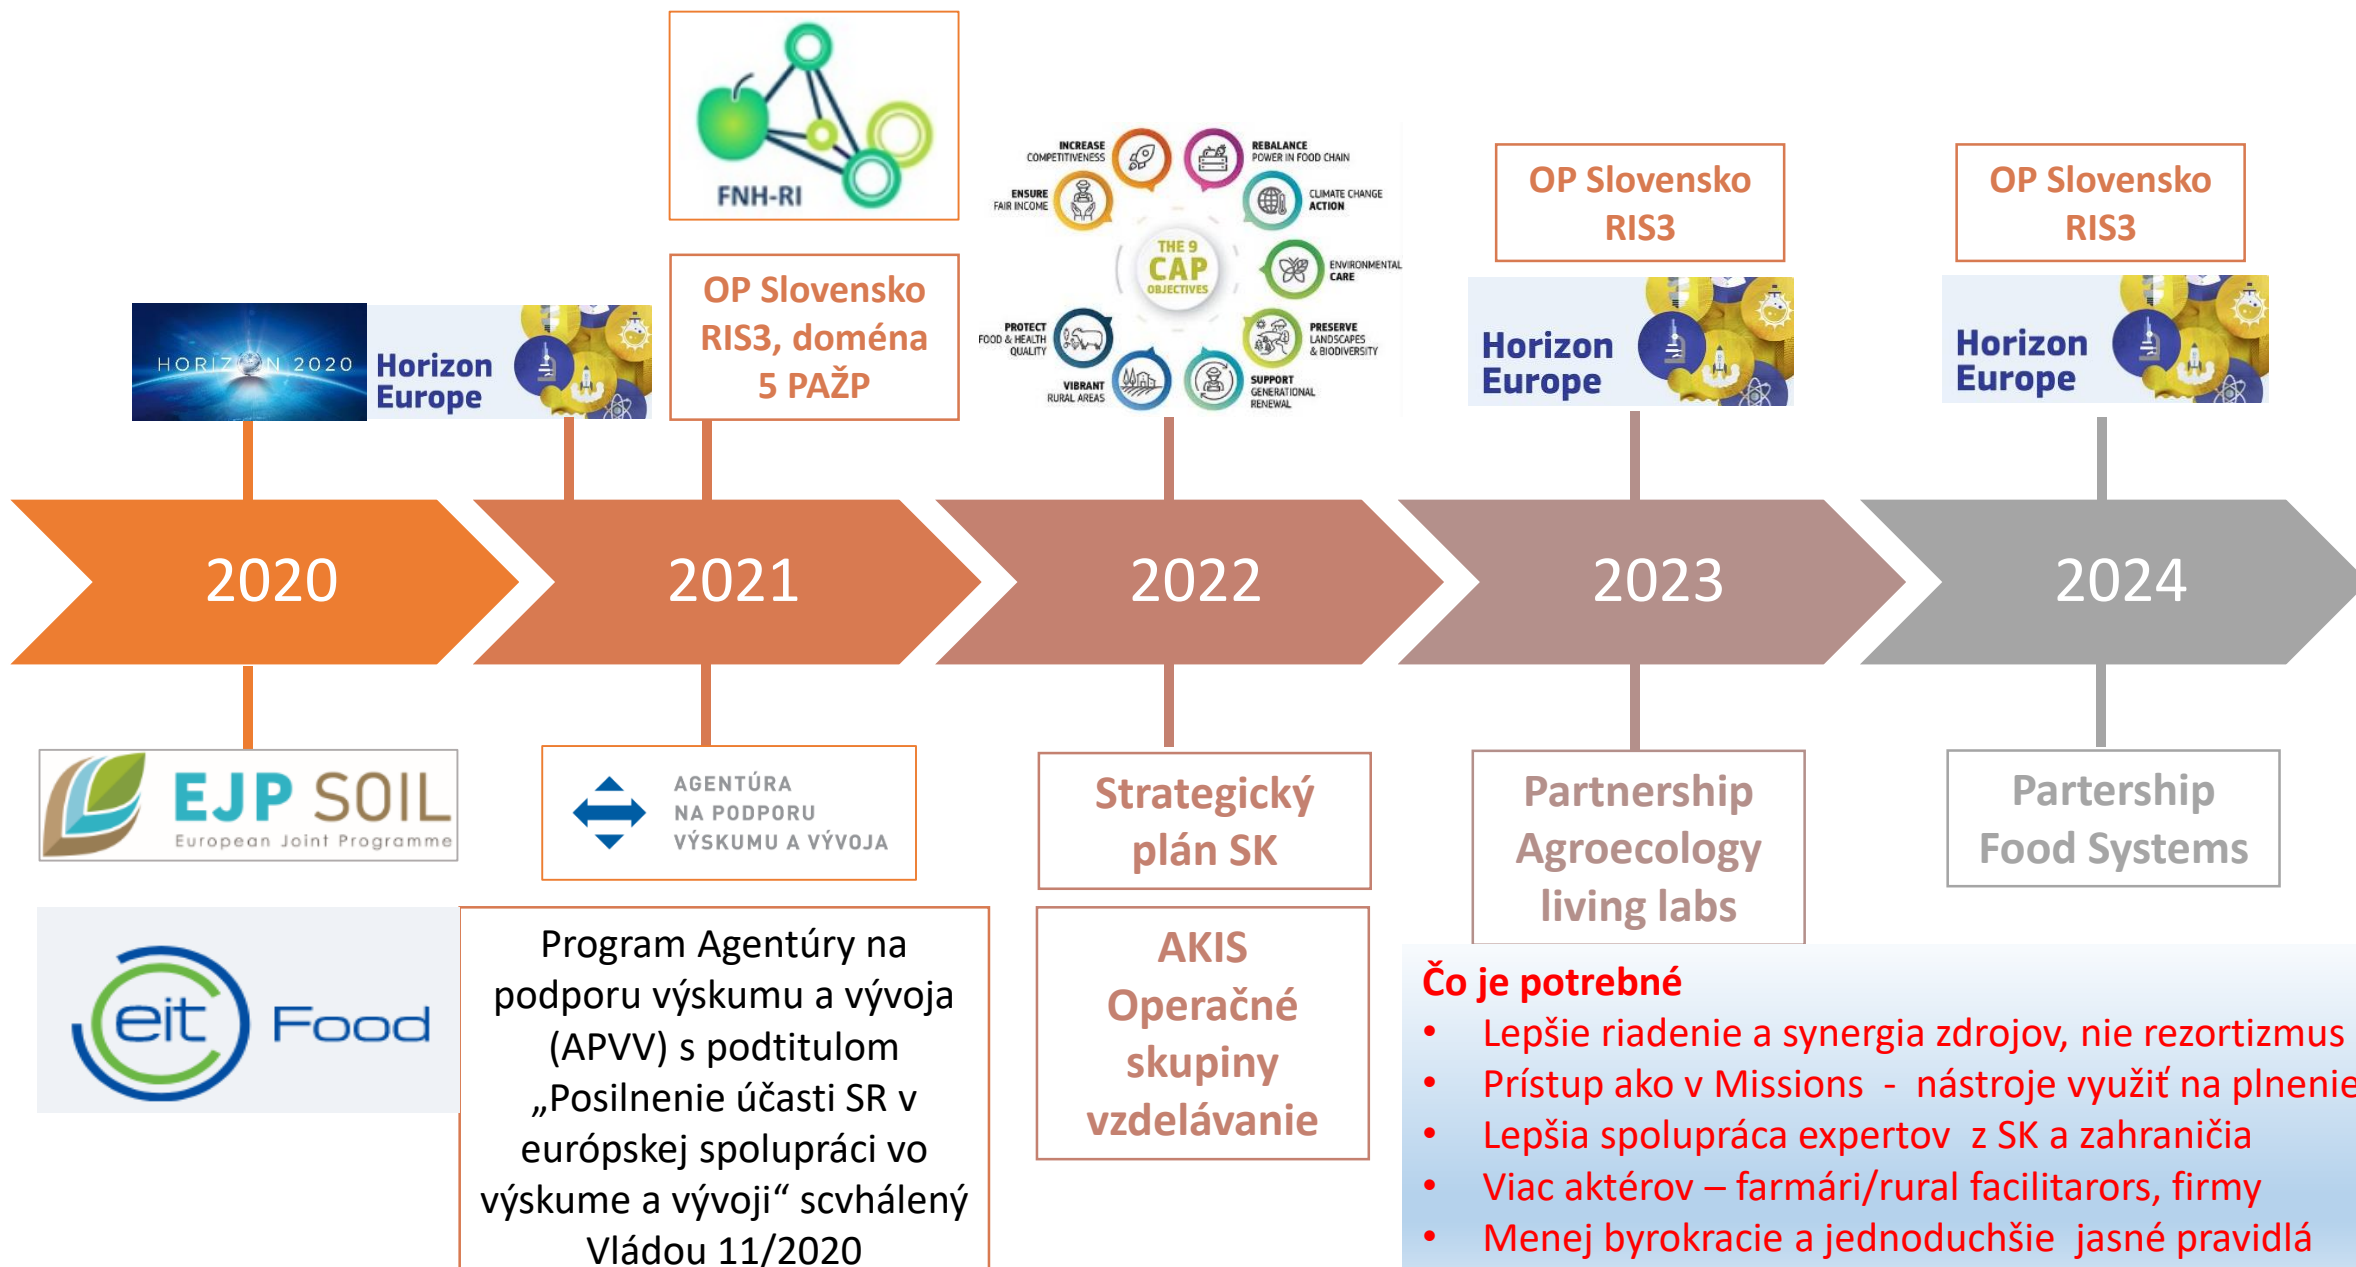 FNH-RI
OP Slovensko
RIS3, doména
5 PAŽP
HORIZON 2020
Horizon
Europe
INCREASE
COMPETITIVENESS
ENSURE
FAIR INCOME
PROTECT
FOOD & HEALTH
QUALITY
VIBRANT
RURAL AREAS
THE 9
CAP
OBJECTIVES
REBALANCE
POWER IN FOOD CHAIN
CLIMATE CHANGE
ACTION
ENVIRONMENTAL
CARE
PRESERVE
LANDSCAPES
& BIODIVERSITY
SUPPORT
GENERATIONAL
RENEWAL
OP Slovensko
RIS3
Horizon
Europe
OP Slovensko
RIS3
Horizon
Europe
2020
2021
2022
2023
2024
EJP SOIL
European Joint Programme
eit Food
AGENTÚRA
NA PODPORU
VÝSKUMU A VÝVOJA
Program Agentúry na
podporu výskumu a vývoja
(APVV) s podtitulom
„Posilnenie účasti SR v
európskej spolupráci vo
výskume a vývoji“ scvhálený
Vládou 11/2020
Strategický
plán SK
AKIS
Operačné
skupiny
vzdelávanie
Partnership
Agroecology
living labs
Partership
Food Systems
Čo je potrebné
• Lepšie riadenie a synergia zdrojov, nie rezortizmus
• Prístup ako v Missions - nástroje využiť na plnenie
• Lepšia spolupráca expertov z SK a zahraničia
• Viac aktérov – farmári/rural facilitarors, firmy
• Menej byrokracie a jednoduchšie jasné pravidlá